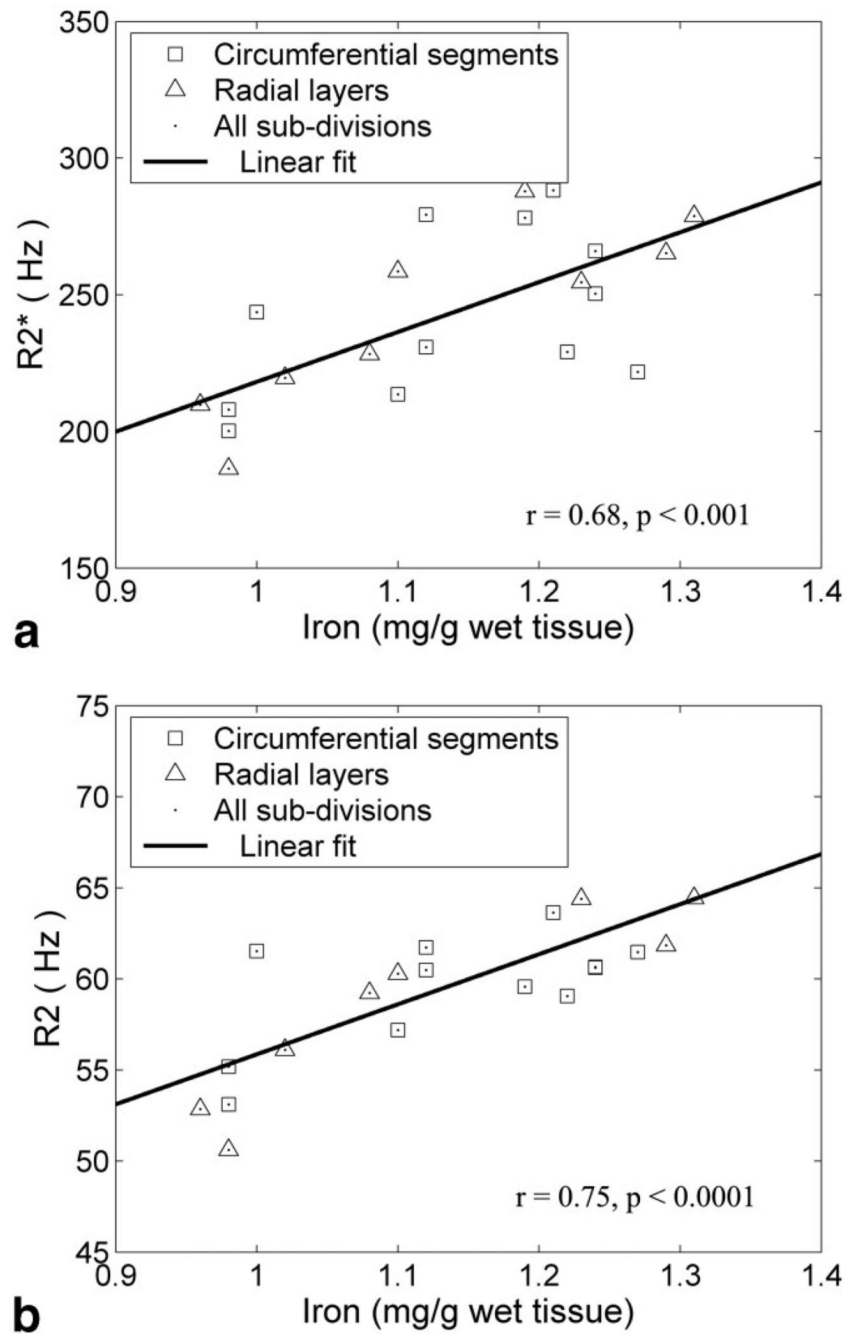 350
300
250
200
150
R2* ( Hz )
Circumferential segments
Radial layers
All sub-divisions
Linear fit
r = 0.68, p < 0.001
0.9 1 1.1 1.2 1.3 1.4
Iron (mg/g wet tissue)
a
75
70
65
60
55
50
45
R2 ( Hz )
Circumferential segments
Radial layers
All sub-divisions
Linear fit
r = 0.75, p < 0.0001
0.9 1 1.1 1.2 1.3 1.4
Iron (mg/g wet tissue)
b